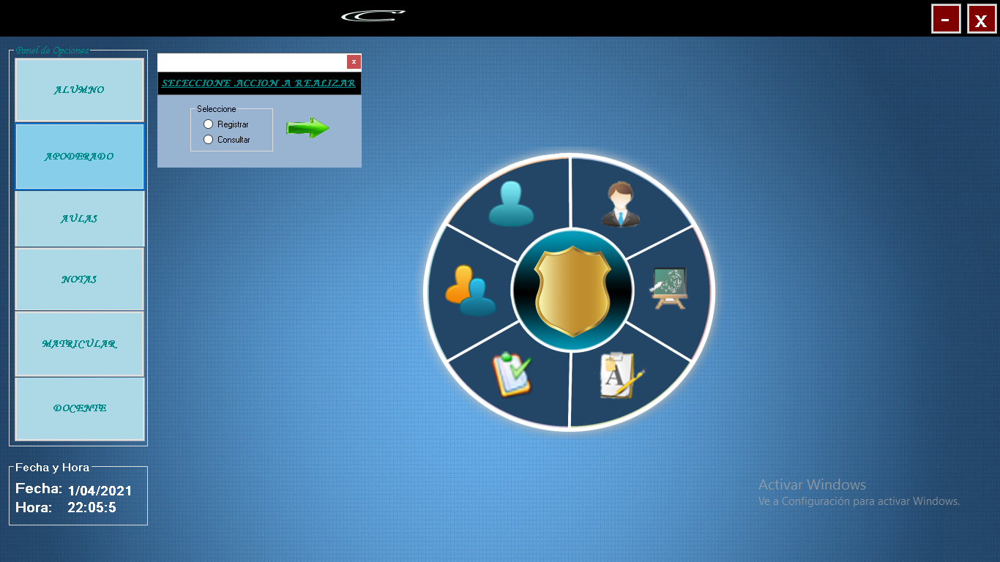 C
-
X
Panel de Opciones
ALUMNO
APODERADO
AULAS
NOTAS
MATRICULAR
DOCENTE
x
SELECCIONE ACCION A REALIZAR
Seleccione
Registrar
Consultar
A
Fecha y Hora
Fecha: 1/04/2021
Hora: 22:05:5
Activar Windows
Ve a Configuración para activar Windows.